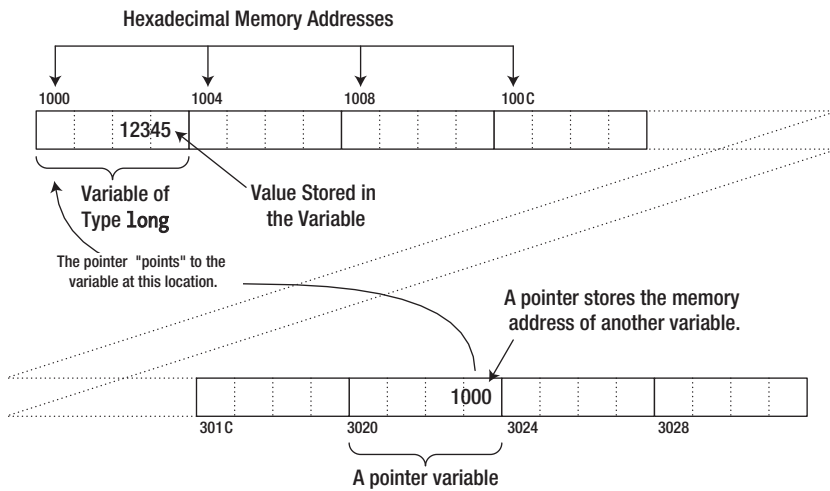 Hexadecimal Memory Addresses
1000 1004 1008 100C
12345
Variable of
Type long
Value Stored in
the Variable
The pointer "points" to the
variable at this location.
A pointer stores the memory
address of another variable.
1000
301C 3020 3024 3028
A pointer variable